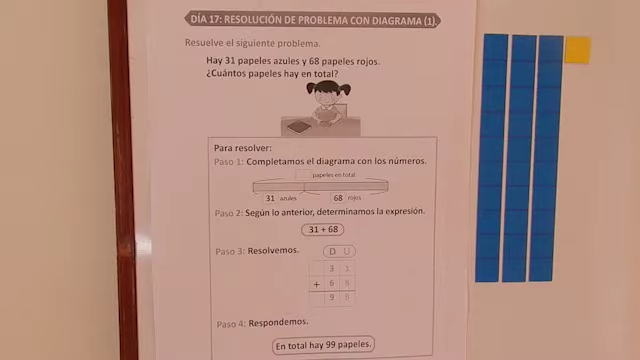 DÍA 17: RESOLUCIÓN DE PROBLEMA CON DIAGRAMA (1).
Resuelve el siguiente problema.
Hay 31 papeles azules y 68 papeles rojos.
¿Cuántos papeles hay en total?
Para resolver:
Paso 1: Completamos el diagrama con los números.
papeles en total
31 azules 68 rojos
Paso 2: Según lo anterior, determinamos la expresión.
31 + 68
Paso 3: Resolvemos.
D U
3 1
+ 6 8
9
Paso 4: Respondemos.
En total hay 99 papeles.